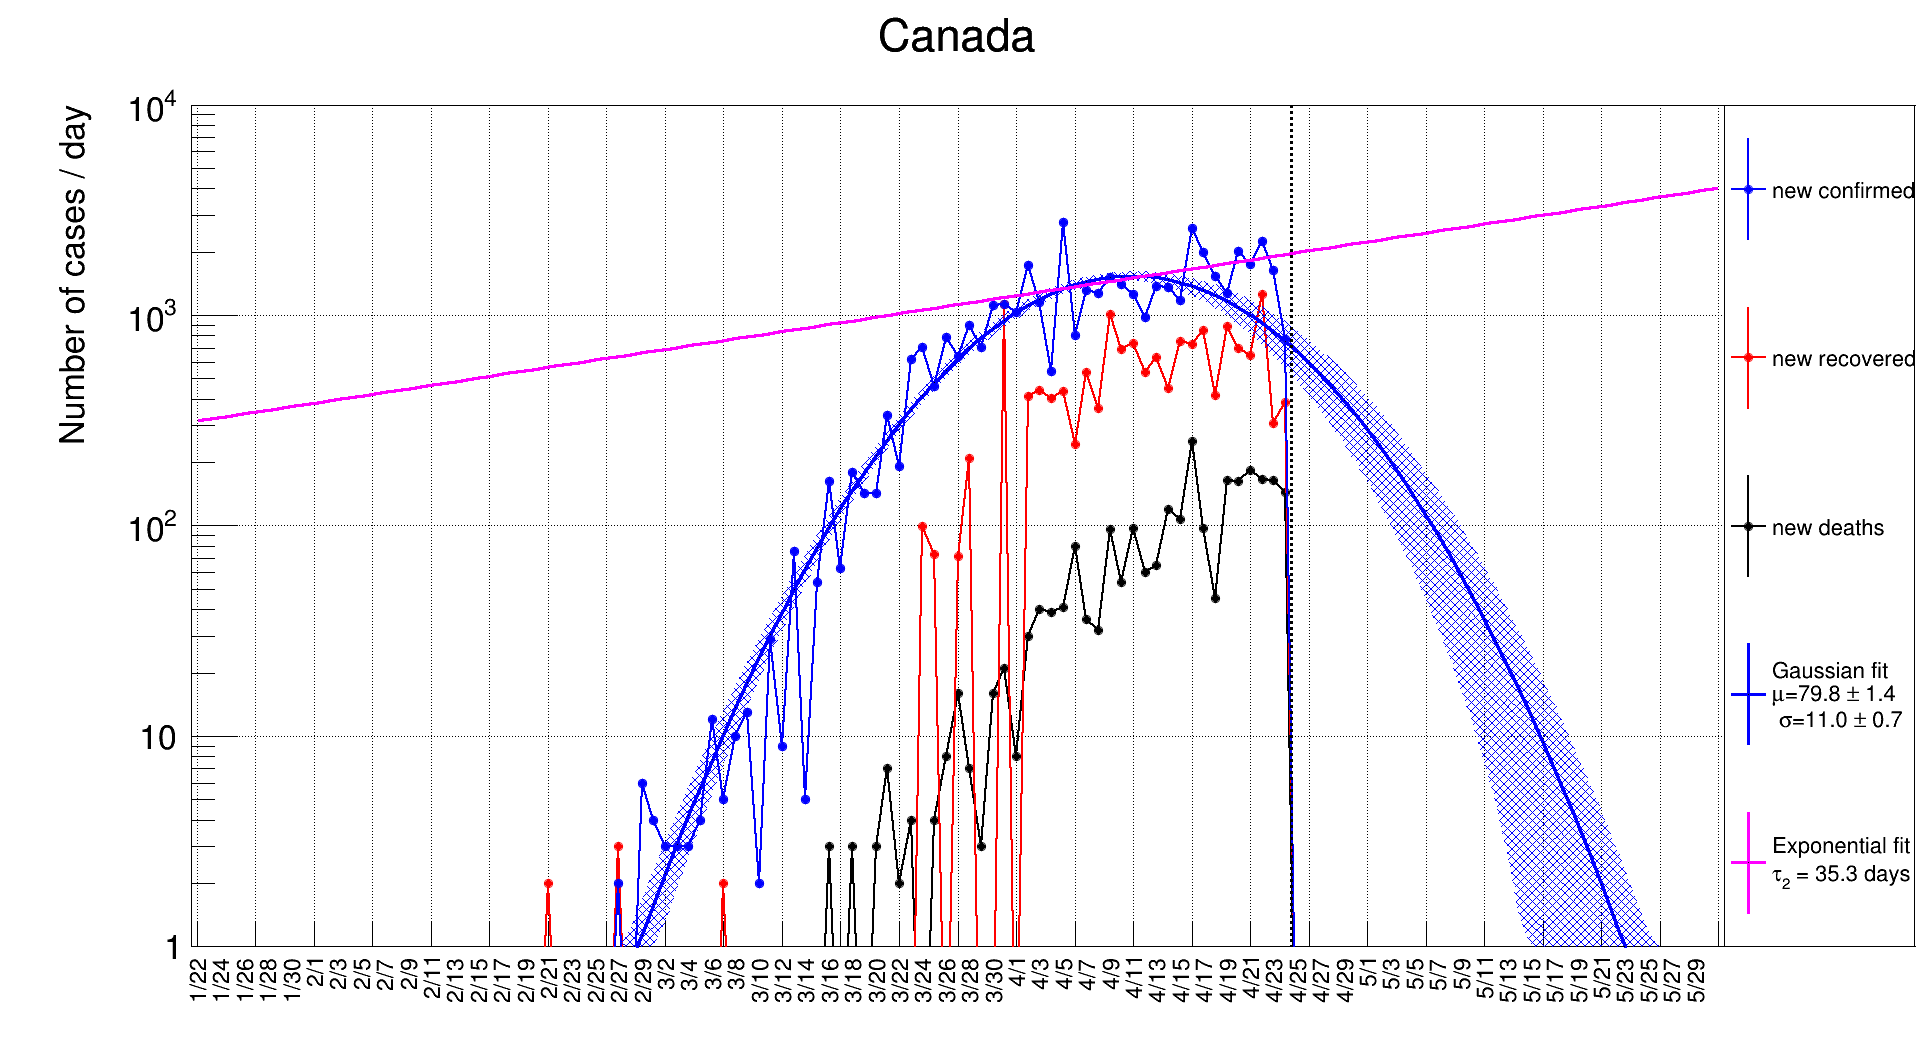 Canada
Number of cases / day
10⁴
10³
10²
10
1
1/22 1/24 1/26 1/28 1/30 2/1 2/3 2/5 2/7 2/9 2/11 2/13 2/15 2/17 2/19 2/21 2/23 2/25 2/27 2/29 3/2 3/4 3/6 3/8 3/10 3/12 3/14 3/16 3/18 3/20 3/22 3/24 3/26 3/28 3/30 4/1 4/3 4/5 4/7 4/9 4/11 4/13 4/15 4/17 4/19 4/21 4/23 4/25 4/27 4/29 5/1 5/3 5/5 5/7 5/9 5/11 5/13 5/15 5/17 5/19 5/21 5/23 5/25 5/27 5/29
new confirmed
new recovered
new deaths
Gaussian fit
μ=79.8 ± 1.4
σ=11.0 ± 0.7
Exponential fit
τ₂ = 35.3 days